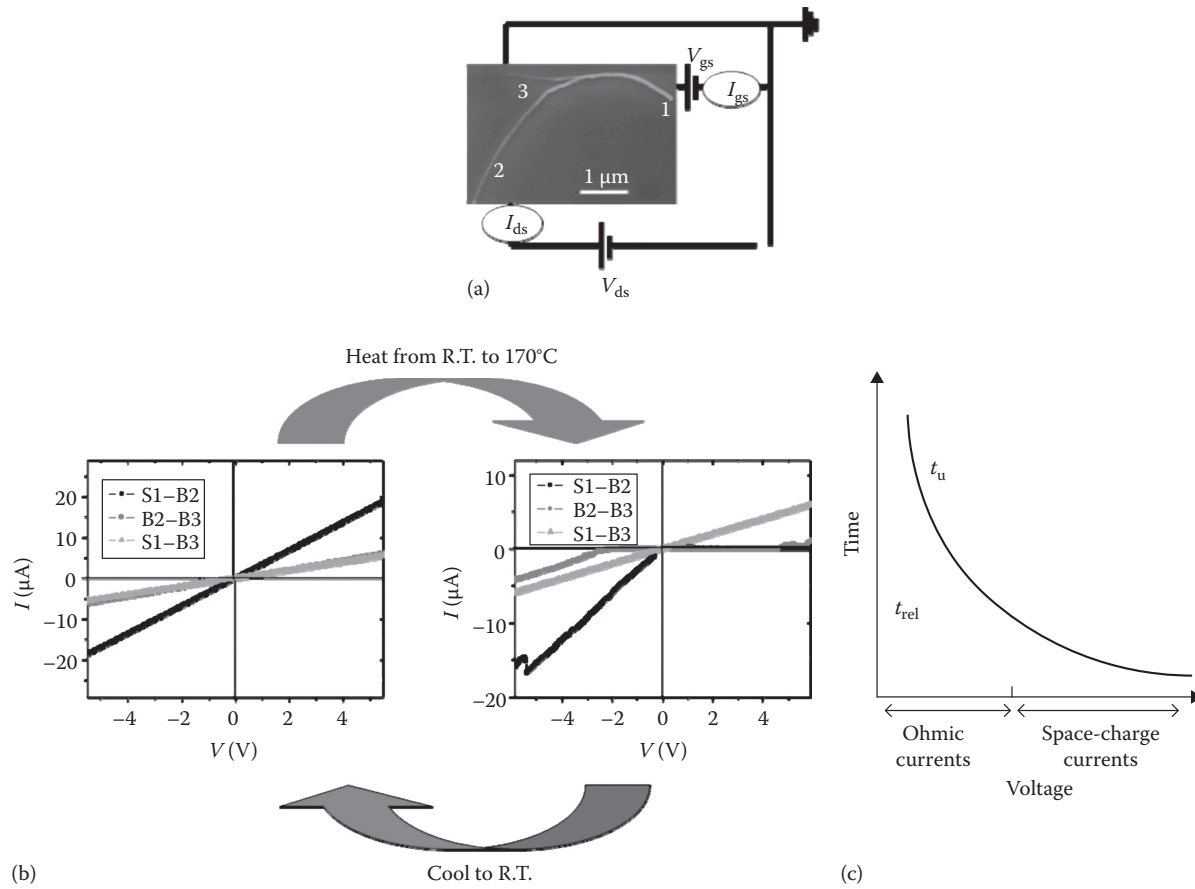 V_gs
I_gs
3
1
2
1 μm
I_ds
V_ds
(a)
Heat from R.T. to 170°C
S1–B2
B2–B3
S1–B3
20
10
0
−10
−20
I (μA)
−4 −2 0 2 4
V (V)
S1–B2
B2–B3
S1–B3
10
0
−10
−20
I (μA)
−4 −2 0 2 4
V (V)
Cool to R.T.
(b)
Time
t_u
t_rel
Ohmic
currents
Space-charge
currents
Voltage
(c)